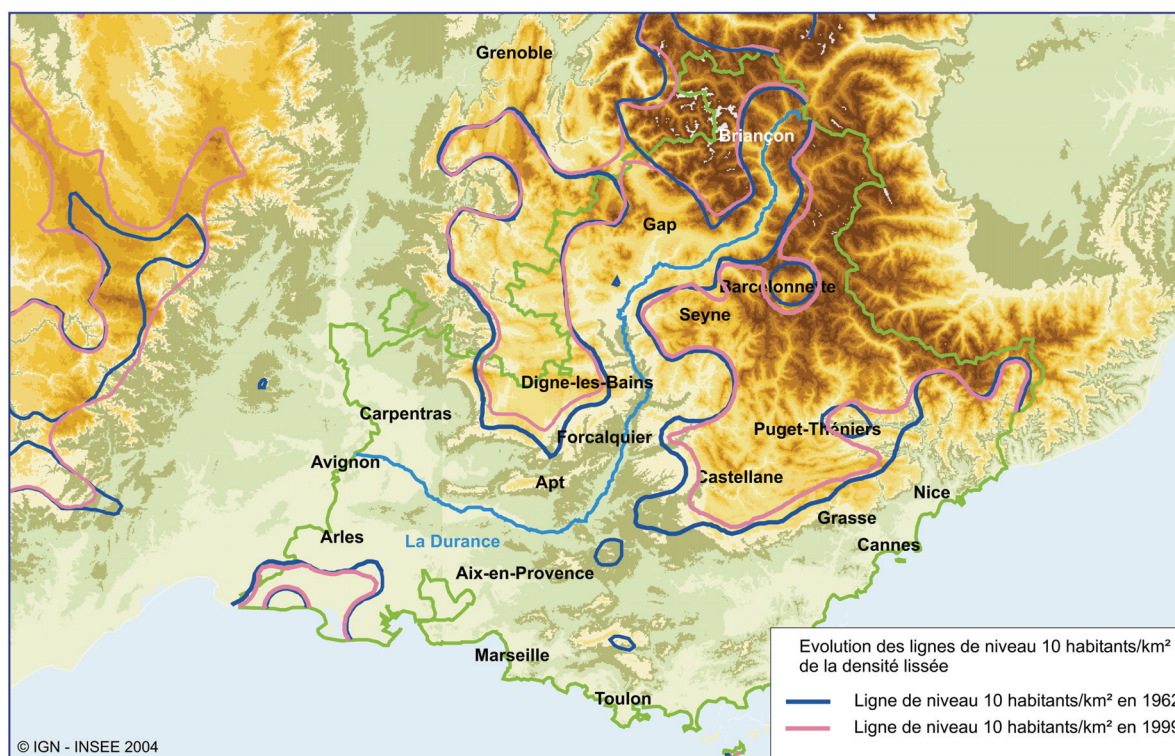 Grenoble
Briançon
Gap
Barcelonnette
Seyne
Digne-les-Bains
Carpentras
Forcalquier
Puget-Théniers
Avignon
Apt
Castellane
Nice
Grasse
Arles
La Durance
Cannes
Aix-en-Provence
Marseille
Toulon
Evolution des lignes de niveau 10 habitants/km²
de la densité lissée
Ligne de niveau 10 habitants/km² en 1962
Ligne de niveau 10 habitants/km² en 1999
© IGN - INSEE 2004